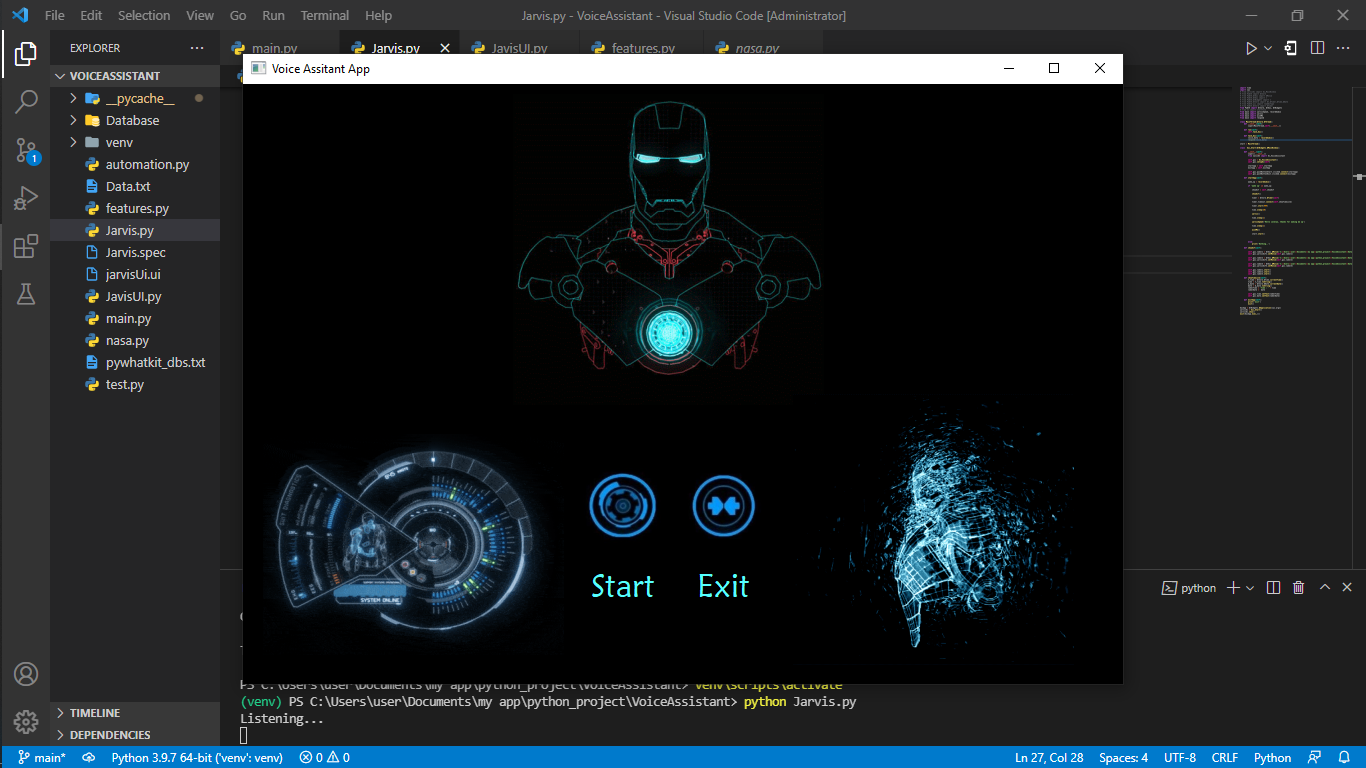 File Edit Selection View Go Run Terminal Help
Jarvis.py - VoiceAssistant - Visual Studio Code [Administrator]
EXPLORER
main.py
Jarvis.py
JavisUI.py
features.py
nasa.py
VOICEASSISTANT
Voice Assitant App
__pycache__
Database
venv
automation.py
Data.txt
features.py
Jarvis.py
Jarvis.spec
jarvisUi.ui
JavisUI.py
main.py
nasa.py
pywhatkit_dbs.txt
test.py
1
SYSTEM ONLINE
Start Exit
python
PS C:\Users\user\Documents\my app\python_project\VoiceAssistant> venv\scripts\activate
(venv) PS C:\Users\user\Documents\my app\python_project\VoiceAssistant> python Jarvis.py
Listening...
TIMELINE
DEPENDENCIES
main* Python 3.9.7 64-bit ('venv': venv) 0 0 Ln 27, Col 28 Spaces: 4 UTF-8 CRLF Python